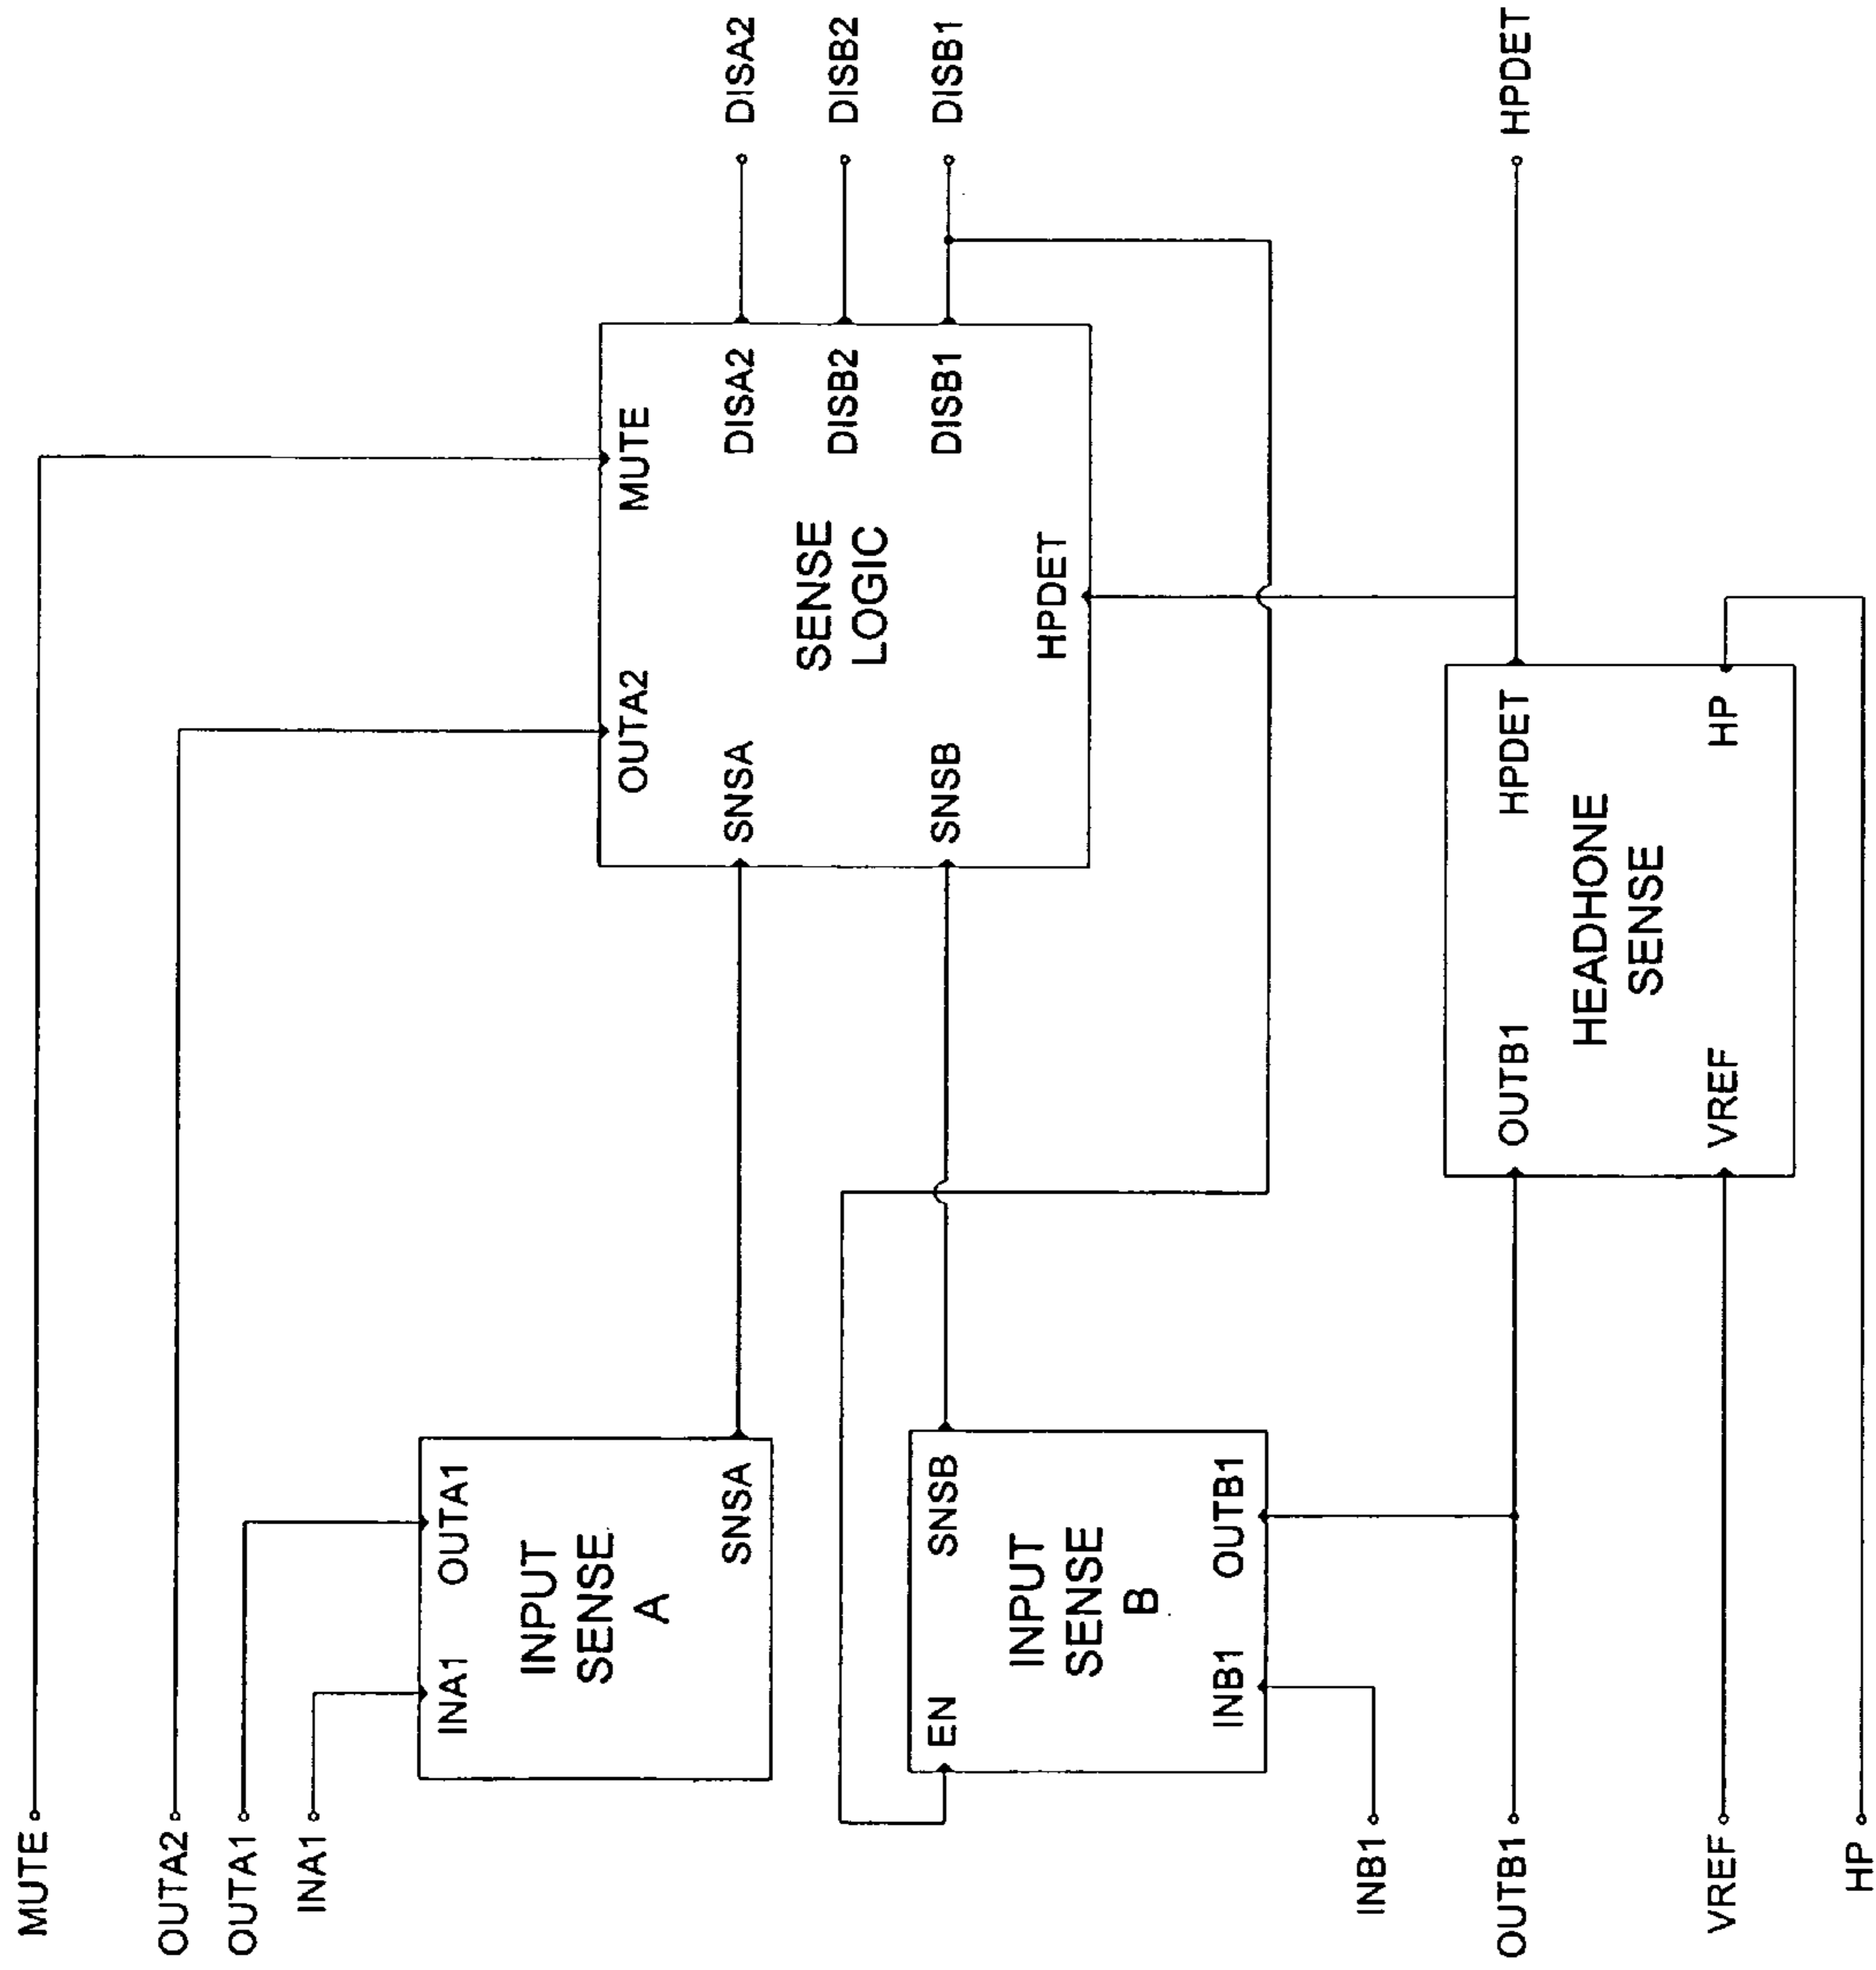 MUTE
OUTA2
OUTA1
INA1
INB1
OUTB1
VREF
HP
INA1
OUTA1
INPUT
SENSE
A
SNSA
EN
SNSB
INPUT
SENSE
B
INB1
OUTB1
OUTA2
MUTE
SNSA
SNSB
SENSE
LOGIC
DISA2
DISB2
DISB1
HPDET
OUTB1
HPDET
HEADHONE
SENSE
VREF
HP
DISA2
DISB2
DISB1
HPDET